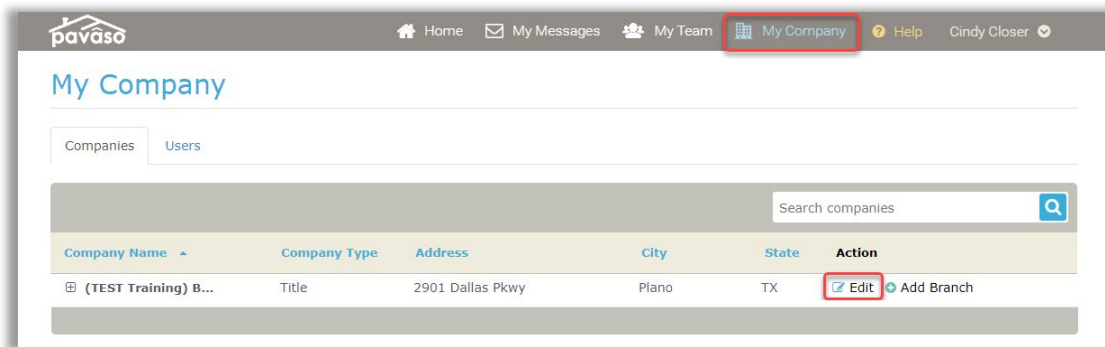 pavaso Home My Messages My Team My Company Help Cindy Closer
My Company
Companies Users
Search companies
Company Name Company Type Address City State Action
(TEST Training) B... Title 2901 Dallas Pkwy Plano TX Edit Add Branch